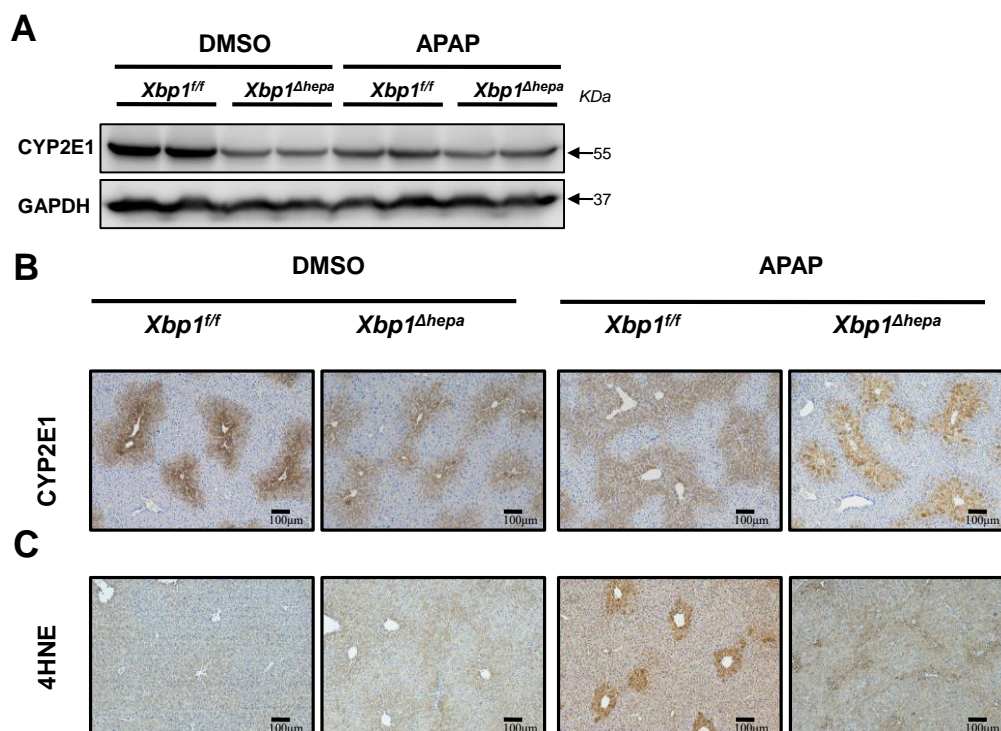 A
DMSO APAP
Xbp1f/f Xbp1Δhepa Xbp1f/f Xbp1Δhepa KDa
CYP2E1 55
GAPDH 37
B
DMSO APAP
Xbp1f/f Xbp1Δhepa Xbp1f/f Xbp1Δhepa
CYP2E1
100µm 100µm 100µm 100µm
C
4HNE
100µm 100µm 100µm 100µm